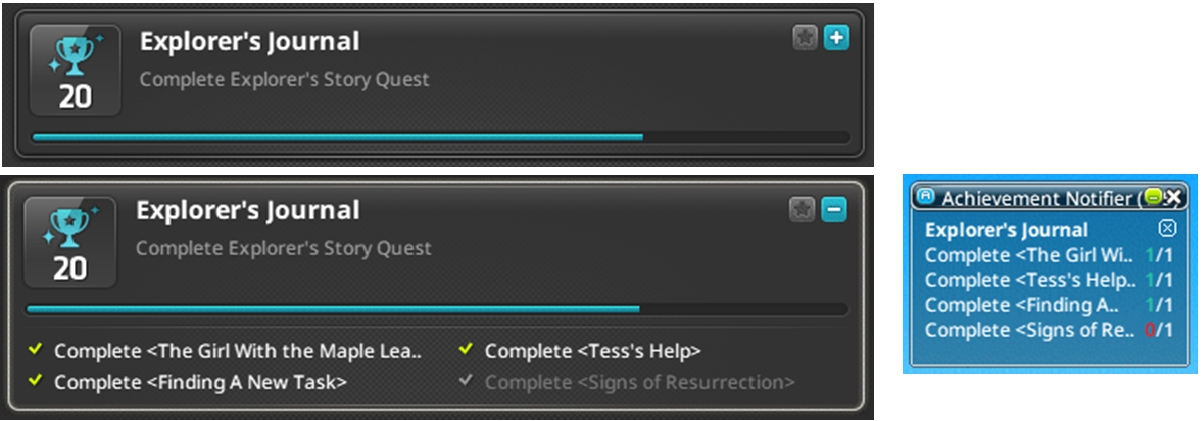 Explorer's Journal
Complete Explorer's Story Quest
20
Explorer's Journal
Complete Explorer's Story Quest
20
Complete <The Girl With the Maple Lea..
Complete <Tess's Help>
Complete <Finding A New Task>
Complete <Signs of Resurrection>
Achievement Notifier (
Explorer's Journal
Complete <The Girl Wi.. 1/1
Complete <Tess's Help.. 1/1
Complete <Finding A.. 1/1
Complete <Signs of Re.. 0/1